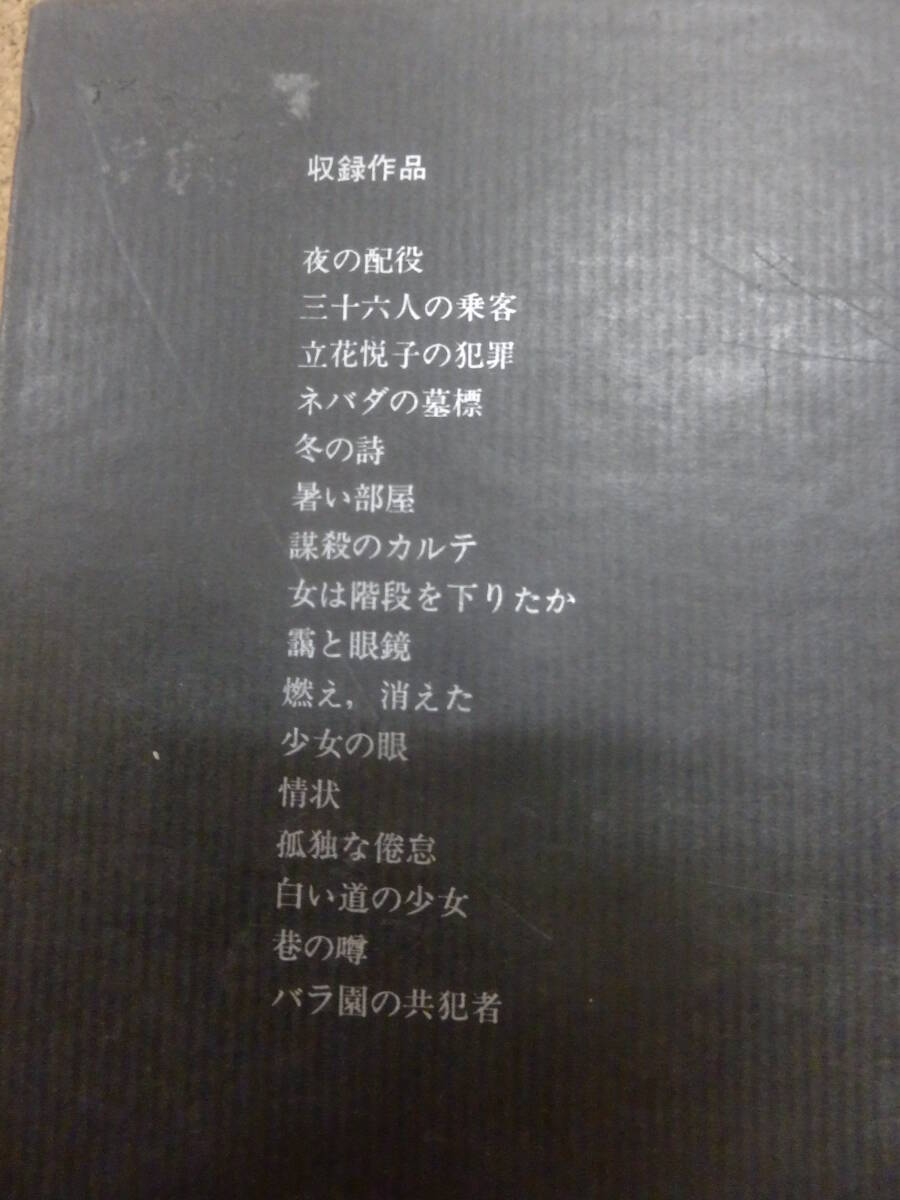 収録作品
夜の配役
三十六人の乗客
立花悦子の犯罪
ネバダの墓標
冬の詩
暑い部屋
謀殺のカルテ
女は階段を下りたか
靄と眼鏡
燃え，消えた
少女の眼
情状
孤独な倦怠
白い道の少女
巷の噂
バラ園の共犯者